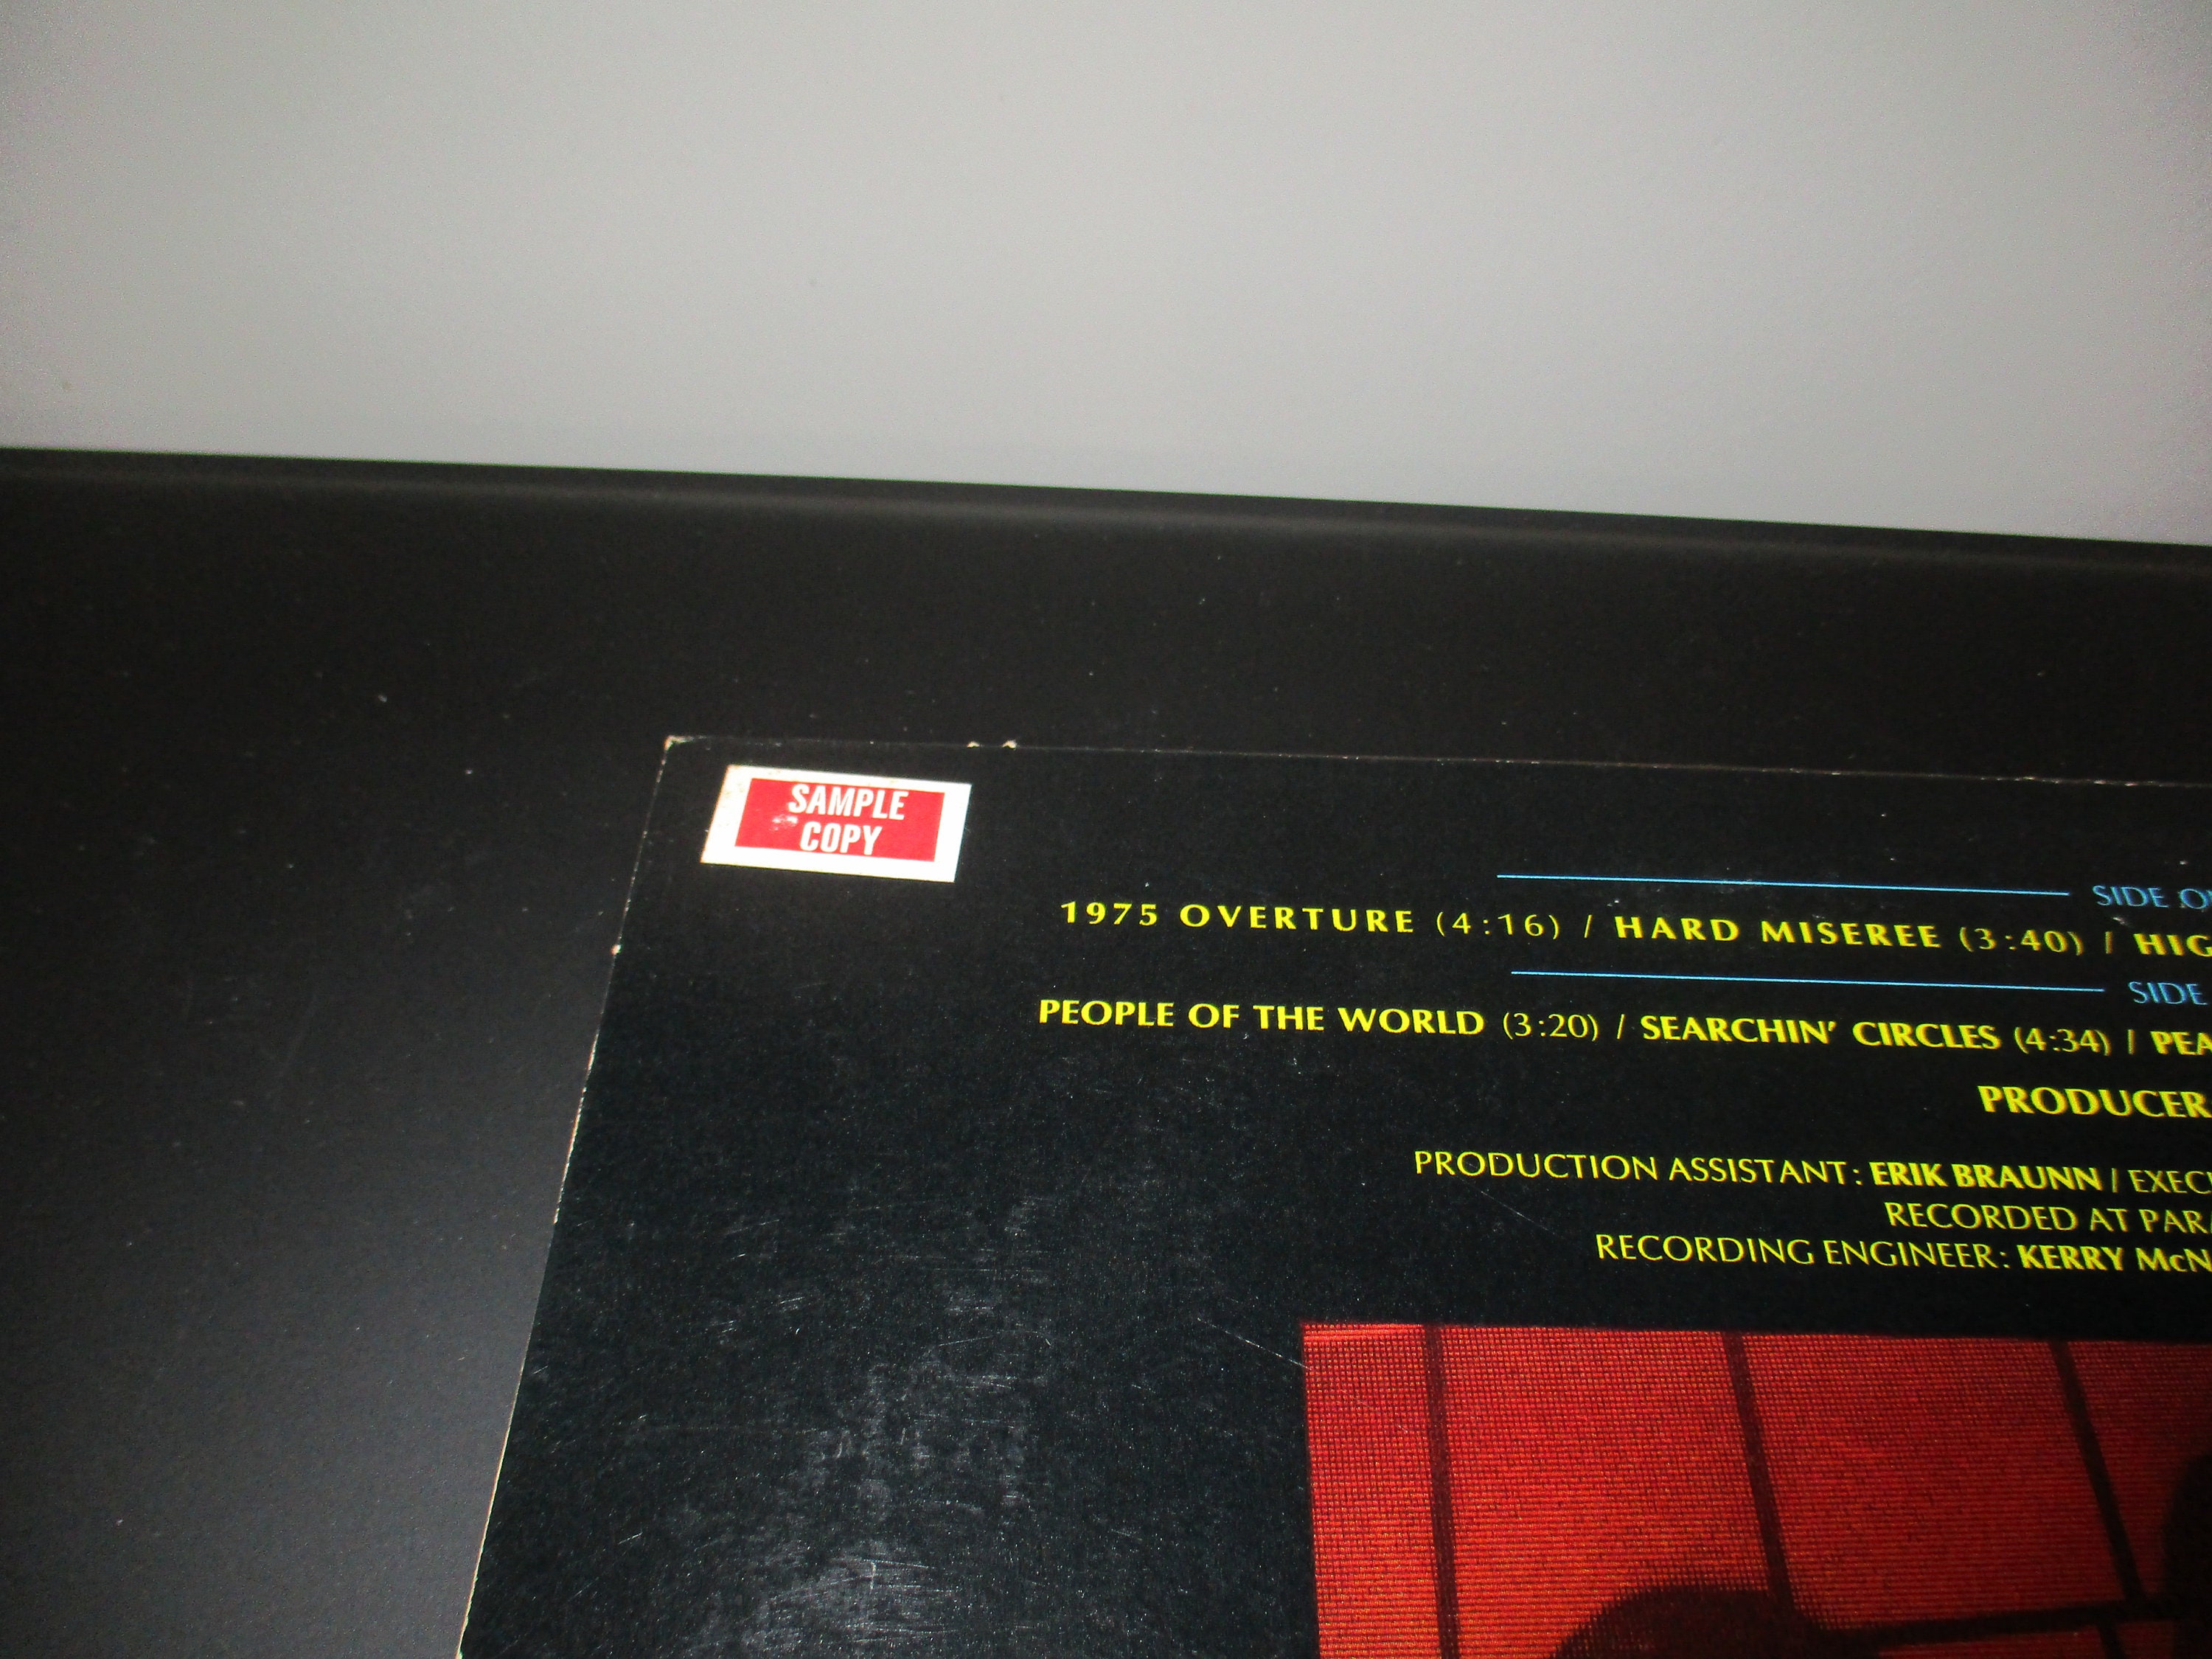 SAMPLE
COPY
SIDE
1975 OVERTURE (4:16) / HARD MISEREE (3:40) /
SIDE
PEOPLE OF THE WORLD (3:20) / SEARCHIN' CIRCLES (4:34) /
PRODUCER
PRODUCTION ASSISTANT: ERIK BRAUNN /
RECORDED AT
RECORDING ENGINEER: KERRY